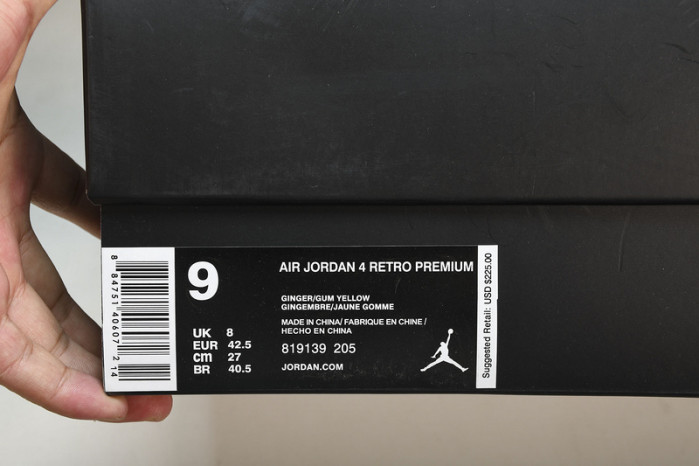 8 84751 40607 2 14
9
UK 8
EUR 42.5
cm 27
BR 40.5
AIR JORDAN 4 RETRO PREMIUM
GINGER/GUM YELLOW
GINGEMBRE/JAUNE GOMME
MADE IN CHINA/ FABRIQUE EN CHINE /
HECHO EN CHINA
819139 205
JORDAN.COM
Suggested Retail: USD $225.00